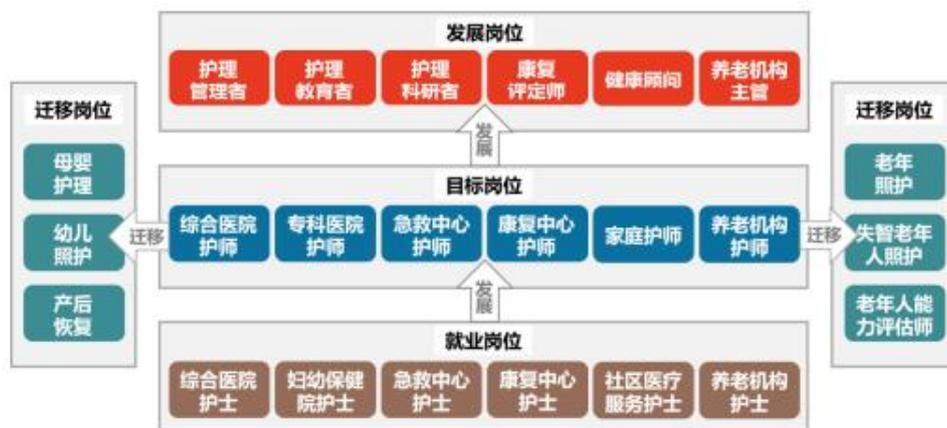 发展岗位
护理
管理者
护理
教育者
护理
科研者
康复
评定师
健康顾问
养老机构
主管
发展
迁移岗位
母婴
护理
幼儿
照护
产后
恢复
迁移
目标岗位
综合医院
护师
专科医院
护师
急救中心
护师
康复中心
护师
家庭护师
养老机构
护师
迁移
迁移岗位
老年
照护
失智老年
人照护
老年人能
力评估师
发展
就业岗位
综合医院
护士
妇幼保健
院护士
急救中心
护士
康复中心
护士
社区医疗
服务护士
养老机构
护士